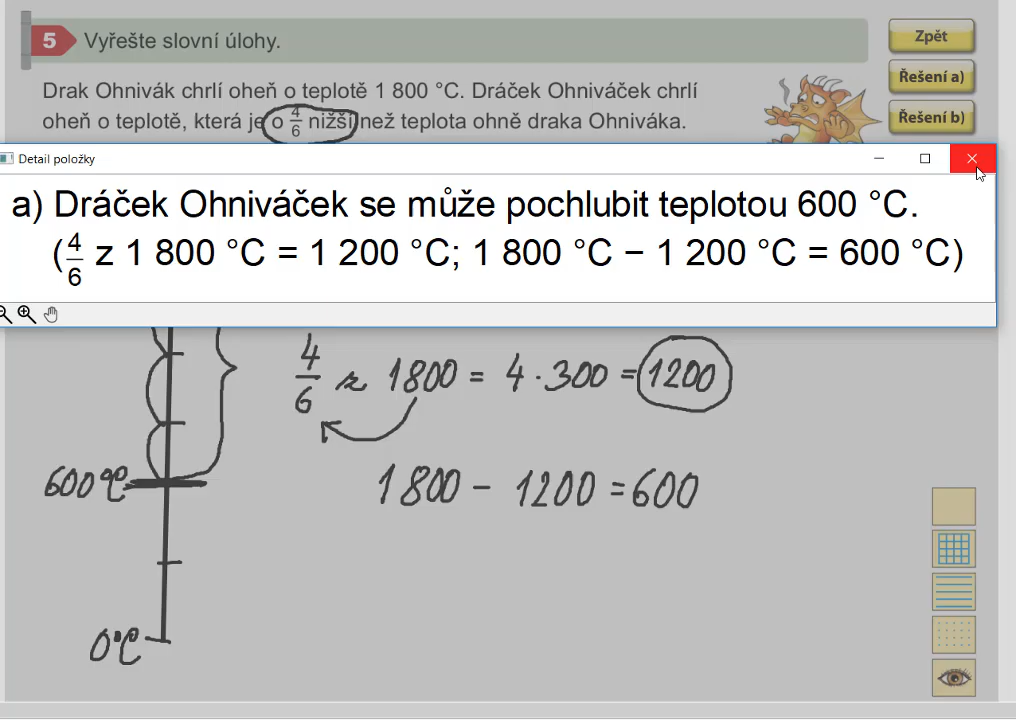 5 Vyřešte slovní úlohy.
Zpět
Drak Ohnivák chrlí oheň o teplotě 1 800 °C. Dráček Ohniváček chrlí
oheň o teplotě, která je o 4/6 nižší než teplota ohně draka Ohniváka.
Řešení a)
Řešení b)
Detail položky
a) Dráček Ohniváček se může pochlubit teplotou 600 °C.
(4/6 z 1 800 °C = 1 200 °C; 1 800 °C − 1 200 °C = 600 °C)
4/6 z 1800 = 4 · 300 = 1200
600 °C
1800 - 1200 = 600
0 °C